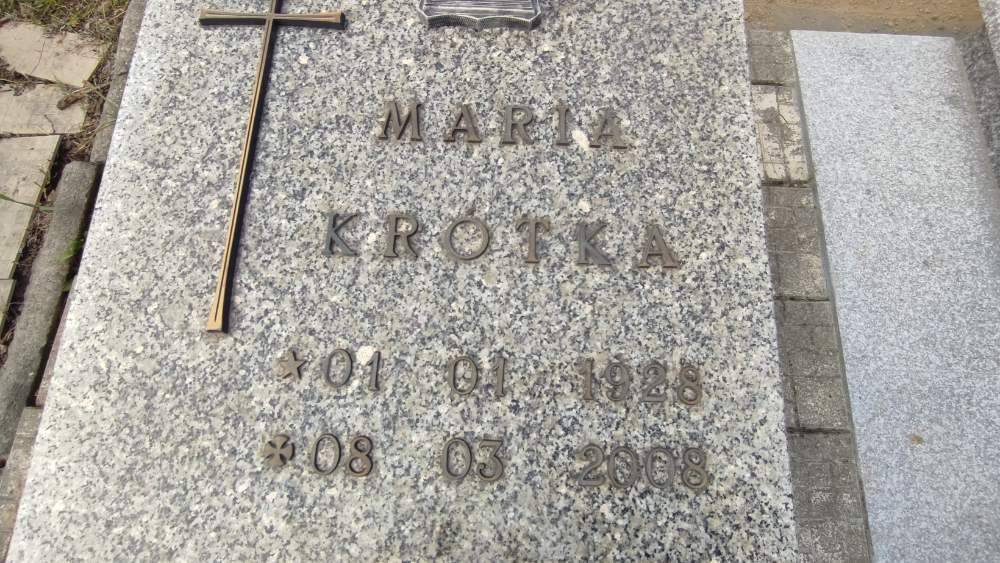 MARIA
KROTKA
* 01 01 1928
✠ 08 03 2008